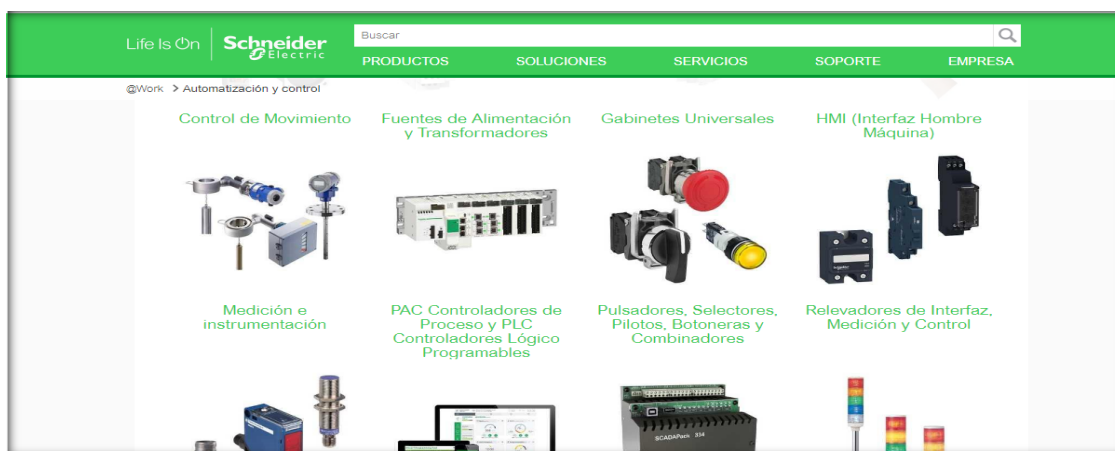 Life Is On
Schneider
Electric
Buscar
PRODUCTOS SOLUCIONES SERVICIOS SOPORTE EMPRESA
@Work > Automatización y control
Control de Movimiento
Fuentes de Alimentación
y Transformadores
Gabinetes Universales
HMI (Interfaz Hombre
Máquina)
Medición e
instrumentación
PAC Controladores de
Proceso y PLC
Controladores Lógico
Programables
Pulsadores, Selectores,
Pilotos, Botoneras y
Combinadores
Relevadores de Interfaz,
Medición y Control
SCADAPack 334